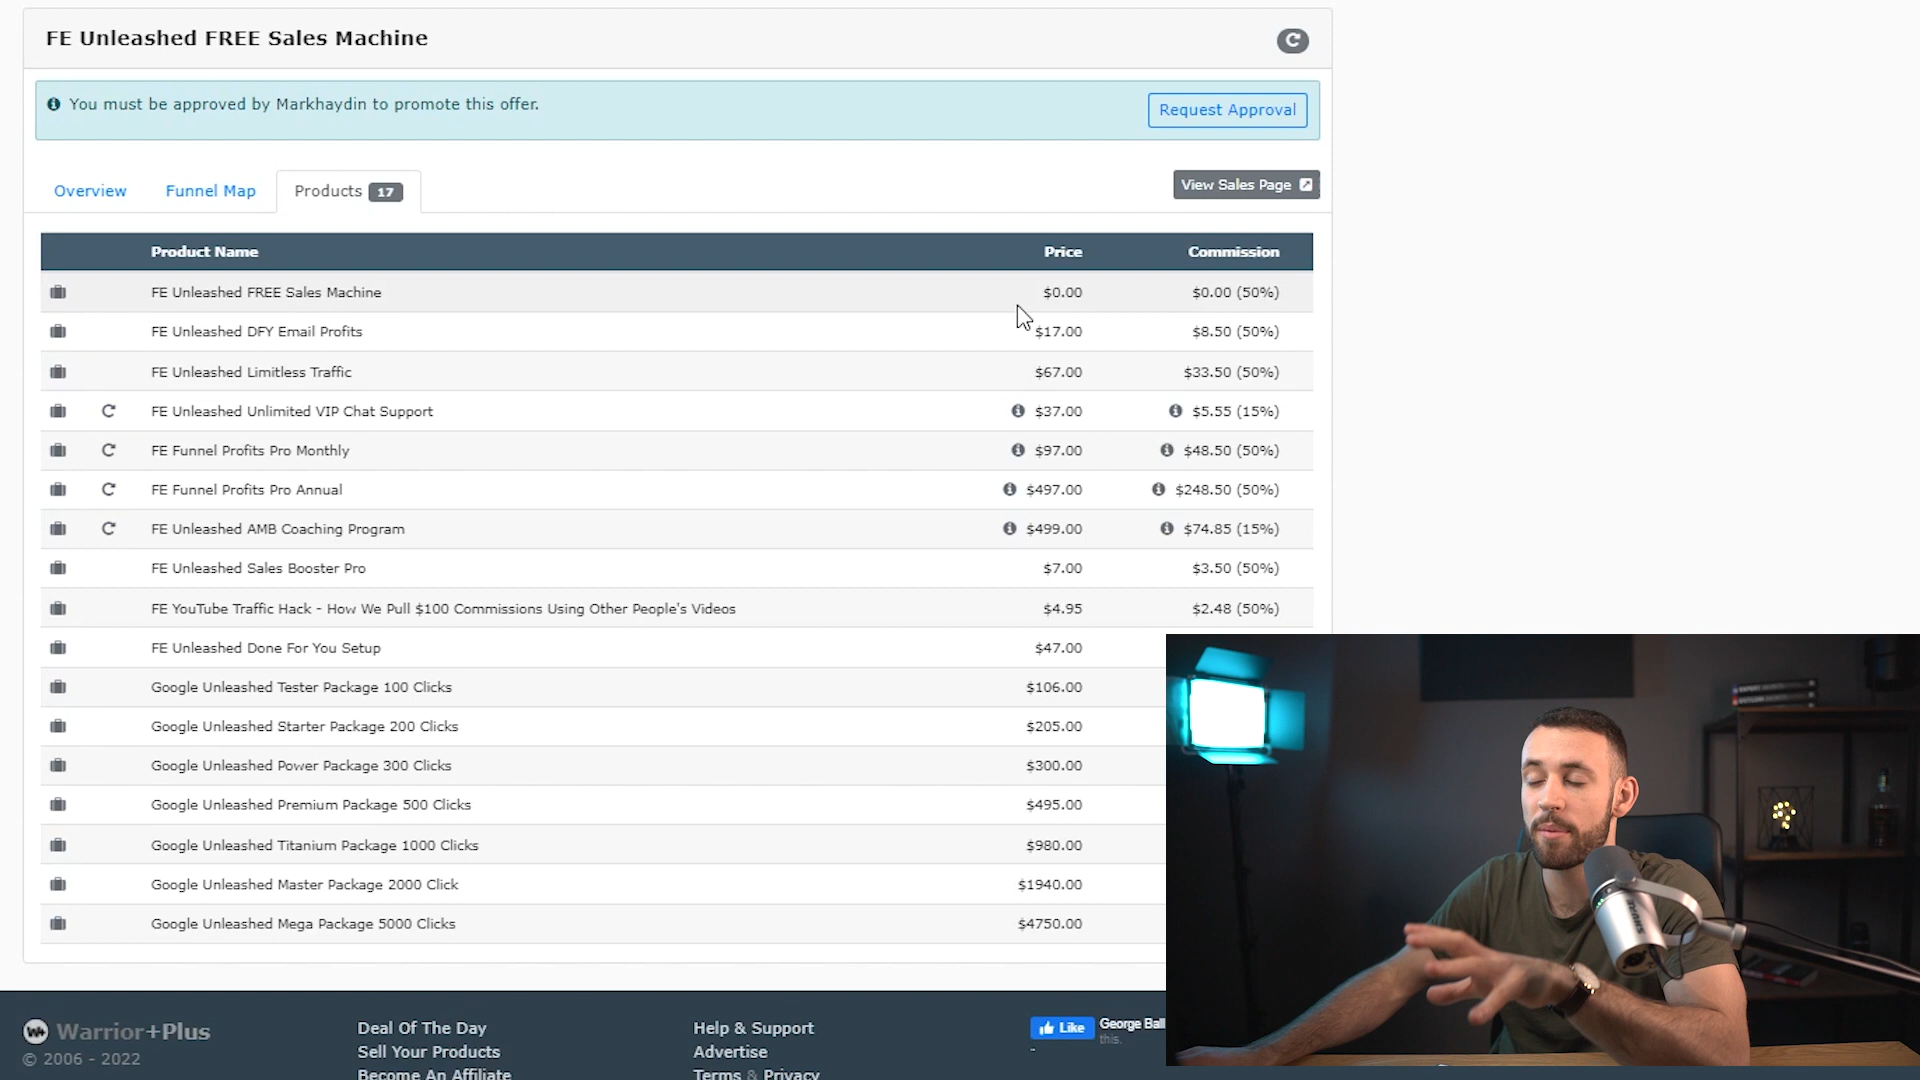 FE Unleashed FREE Sales Machine
You must be approved by Markhaydin to promote this offer.
Request Approval
Overview Funnel Map Products 17
View Sales Page
Product Name Price Commission
FE Unleashed FREE Sales Machine $0.00 $0.00 (50%)
FE Unleashed DFY Email Profits $17.00 $8.50 (50%)
FE Unleashed Limitless Traffic $67.00 $33.50 (50%)
FE Unleashed Unlimited VIP Chat Support $37.00 $5.55 (15%)
FE Funnel Profits Pro Monthly $97.00 $48.50 (50%)
FE Funnel Profits Pro Annual $497.00 $248.50 (50%)
FE Unleashed AMB Coaching Program $499.00 $74.85 (15%)
FE Unleashed Sales Booster Pro $7.00 $3.50 (50%)
FE YouTube Traffic Hack - How We Pull $100 Commissions Using Other People's Videos $4.95 $2.48 (50%)
FE Unleashed Done For You Setup $47.00
Google Unleashed Tester Package 100 Clicks $106.00
Google Unleashed Starter Package 200 Clicks $205.00
Google Unleashed Power Package 300 Clicks $300.00
Google Unleashed Premium Package 500 Clicks $495.00
Google Unleashed Titanium Package 1000 Clicks $980.00
Google Unleashed Master Package 2000 Click $1940.00
Google Unleashed Mega Package 5000 Clicks $4750.00
W+ Warrior+Plus
© 2006 - 2022
Deal Of The Day
Sell Your Products
Become An Affiliate
Help & Support
Advertise
Terms & Privacy
Like George Ball
this.
SHURE